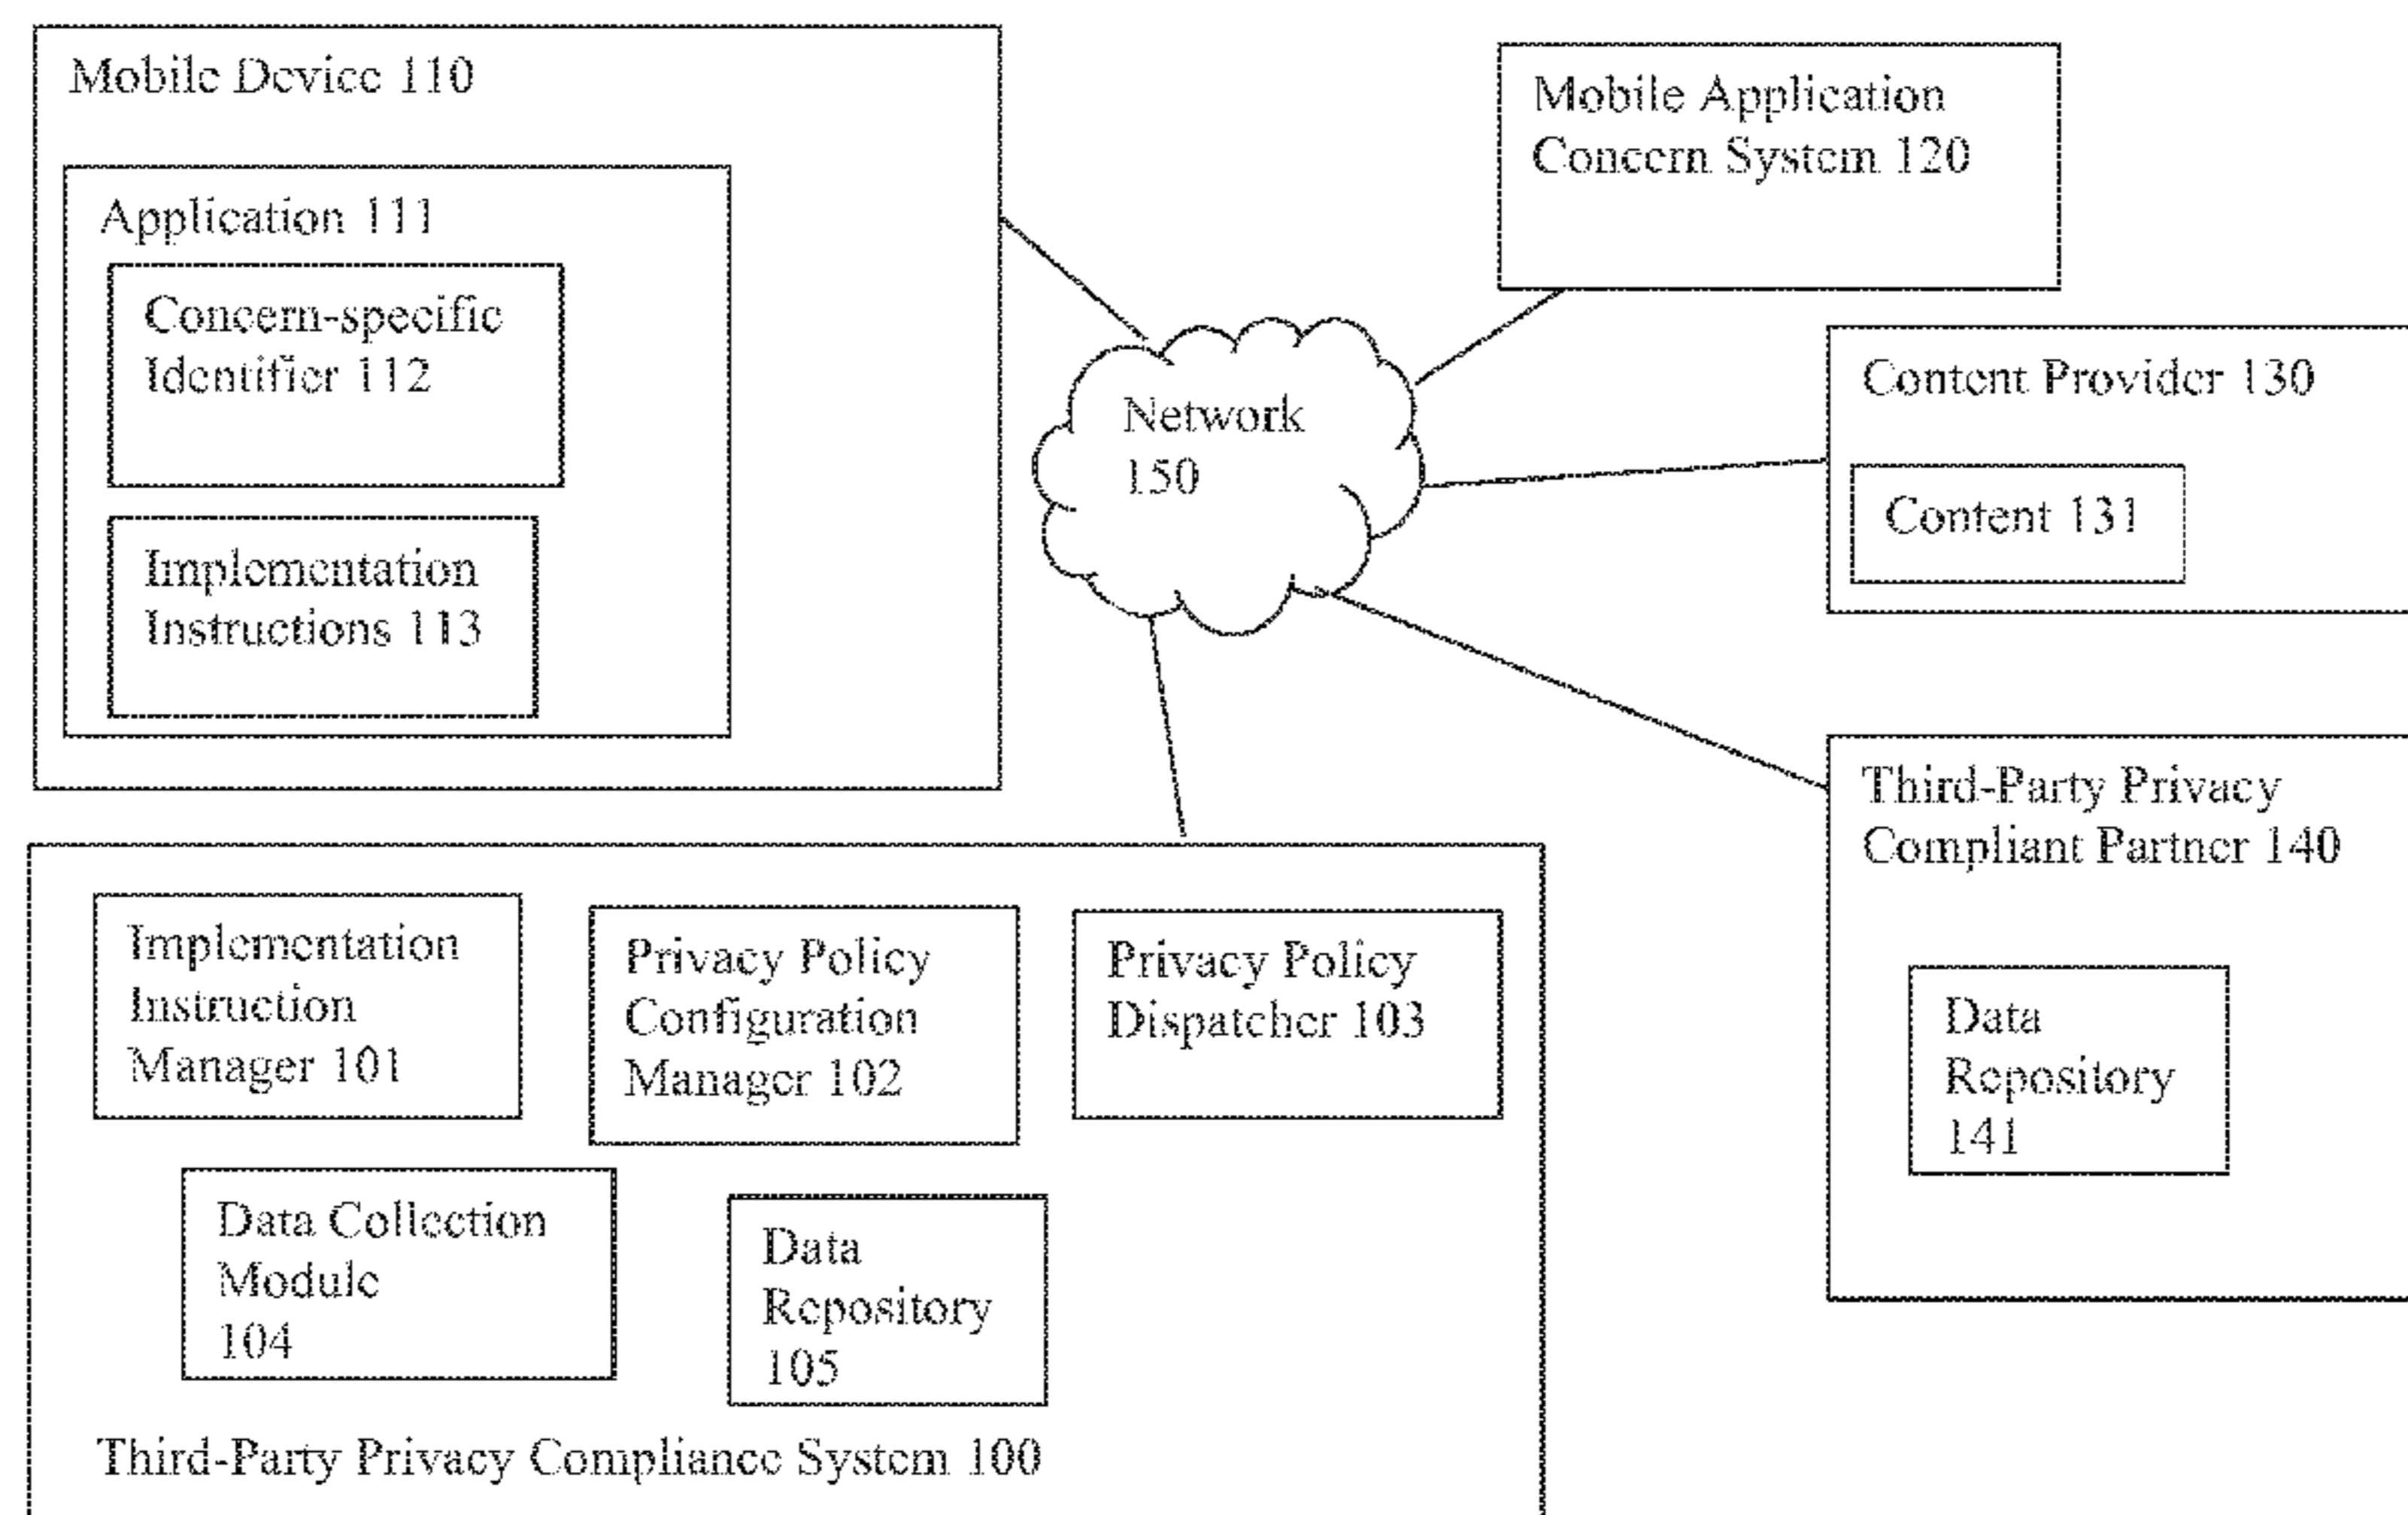 Mobile Device 110
Application 111
Concern-specific
Identifier 112
Implementation
Instructions 113
Network
150
Mobile Application
Concern System 120
Content Provider 130
Content 131
Third-Party Privacy
Compliant Partner 140
Data
Repository
141
Implementation
Instruction
Manager 101
Privacy Policy
Configuration
Manager 102
Privacy Policy
Dispatcher 103
Data Collection
Module
104
Data
Repository
105
Third-Party Privacy Compliance System 100